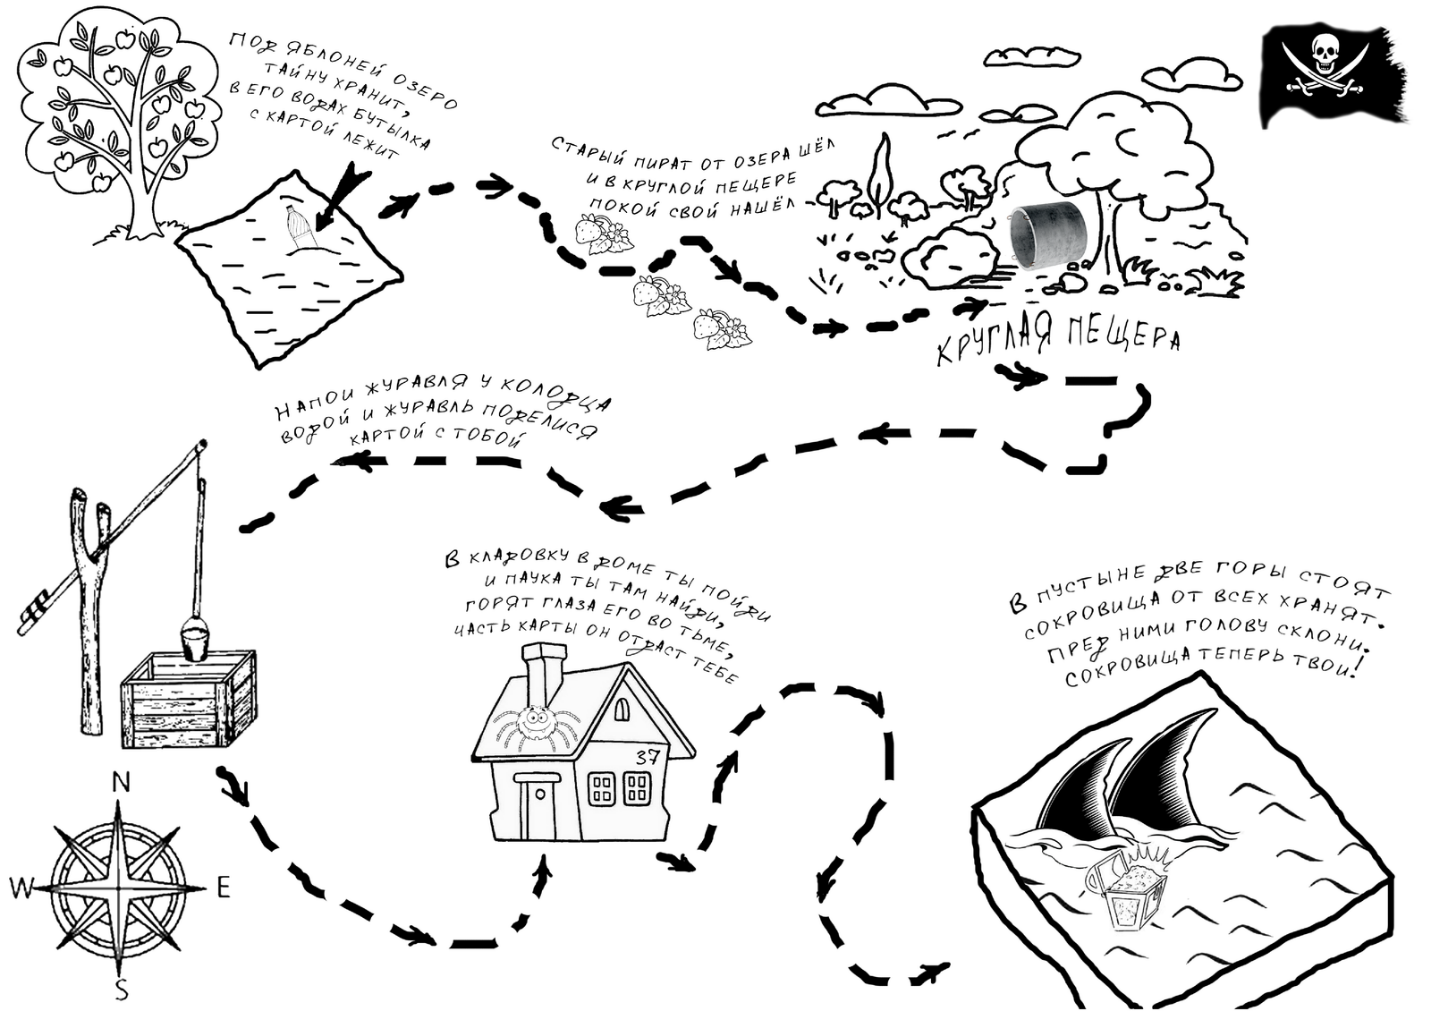 ПОД ЯБЛОНЕЙ ОЗЕРО
ТАЙНУ ХРАНИТ,
В ЕГО ВОДАХ БУТЫЛКА
С КАРТОЙ ЛЕЖИТ
СТАРЫЙ ПИРАТ ОТ ОЗЕРА ШЁЛ
И В КРУГЛОЙ ПЕЩЕРЕ
ПОКОЙ СВОЙ НАШЁЛ
КРУГЛАЯ ПЕЩЕРА
НАПОИ ЖУРАВЛЯ У КОЛОДЦА
ВОДОЙ И ЖУРАВЛЬ ПОДЕЛИСЯ
КАРТОЙ С ТОБОЙ
В КЛАДОВКУ В ДОМЕ ТЫ ПОЙДИ
И ПАУКА ТЫ ТАМ НАЙДИ,
ГОРЯТ ГЛАЗА ЕГО ВО ТЬМЕ,
ЧАСТЬ КАРТЫ ОН ОТДАСТ ТЕБЕ
37
В ПУСТЫНЕ ДВЕ ГОРЫ СТОЯТ
СОКРОВИЩА ОТ ВСЕХ ХРАНЯТ.
ПРЕД НИМИ ГОЛОВУ СКЛОНИ.
СОКРОВИЩА ТЕПЕРЬ ТВОИ!
N
W E
S